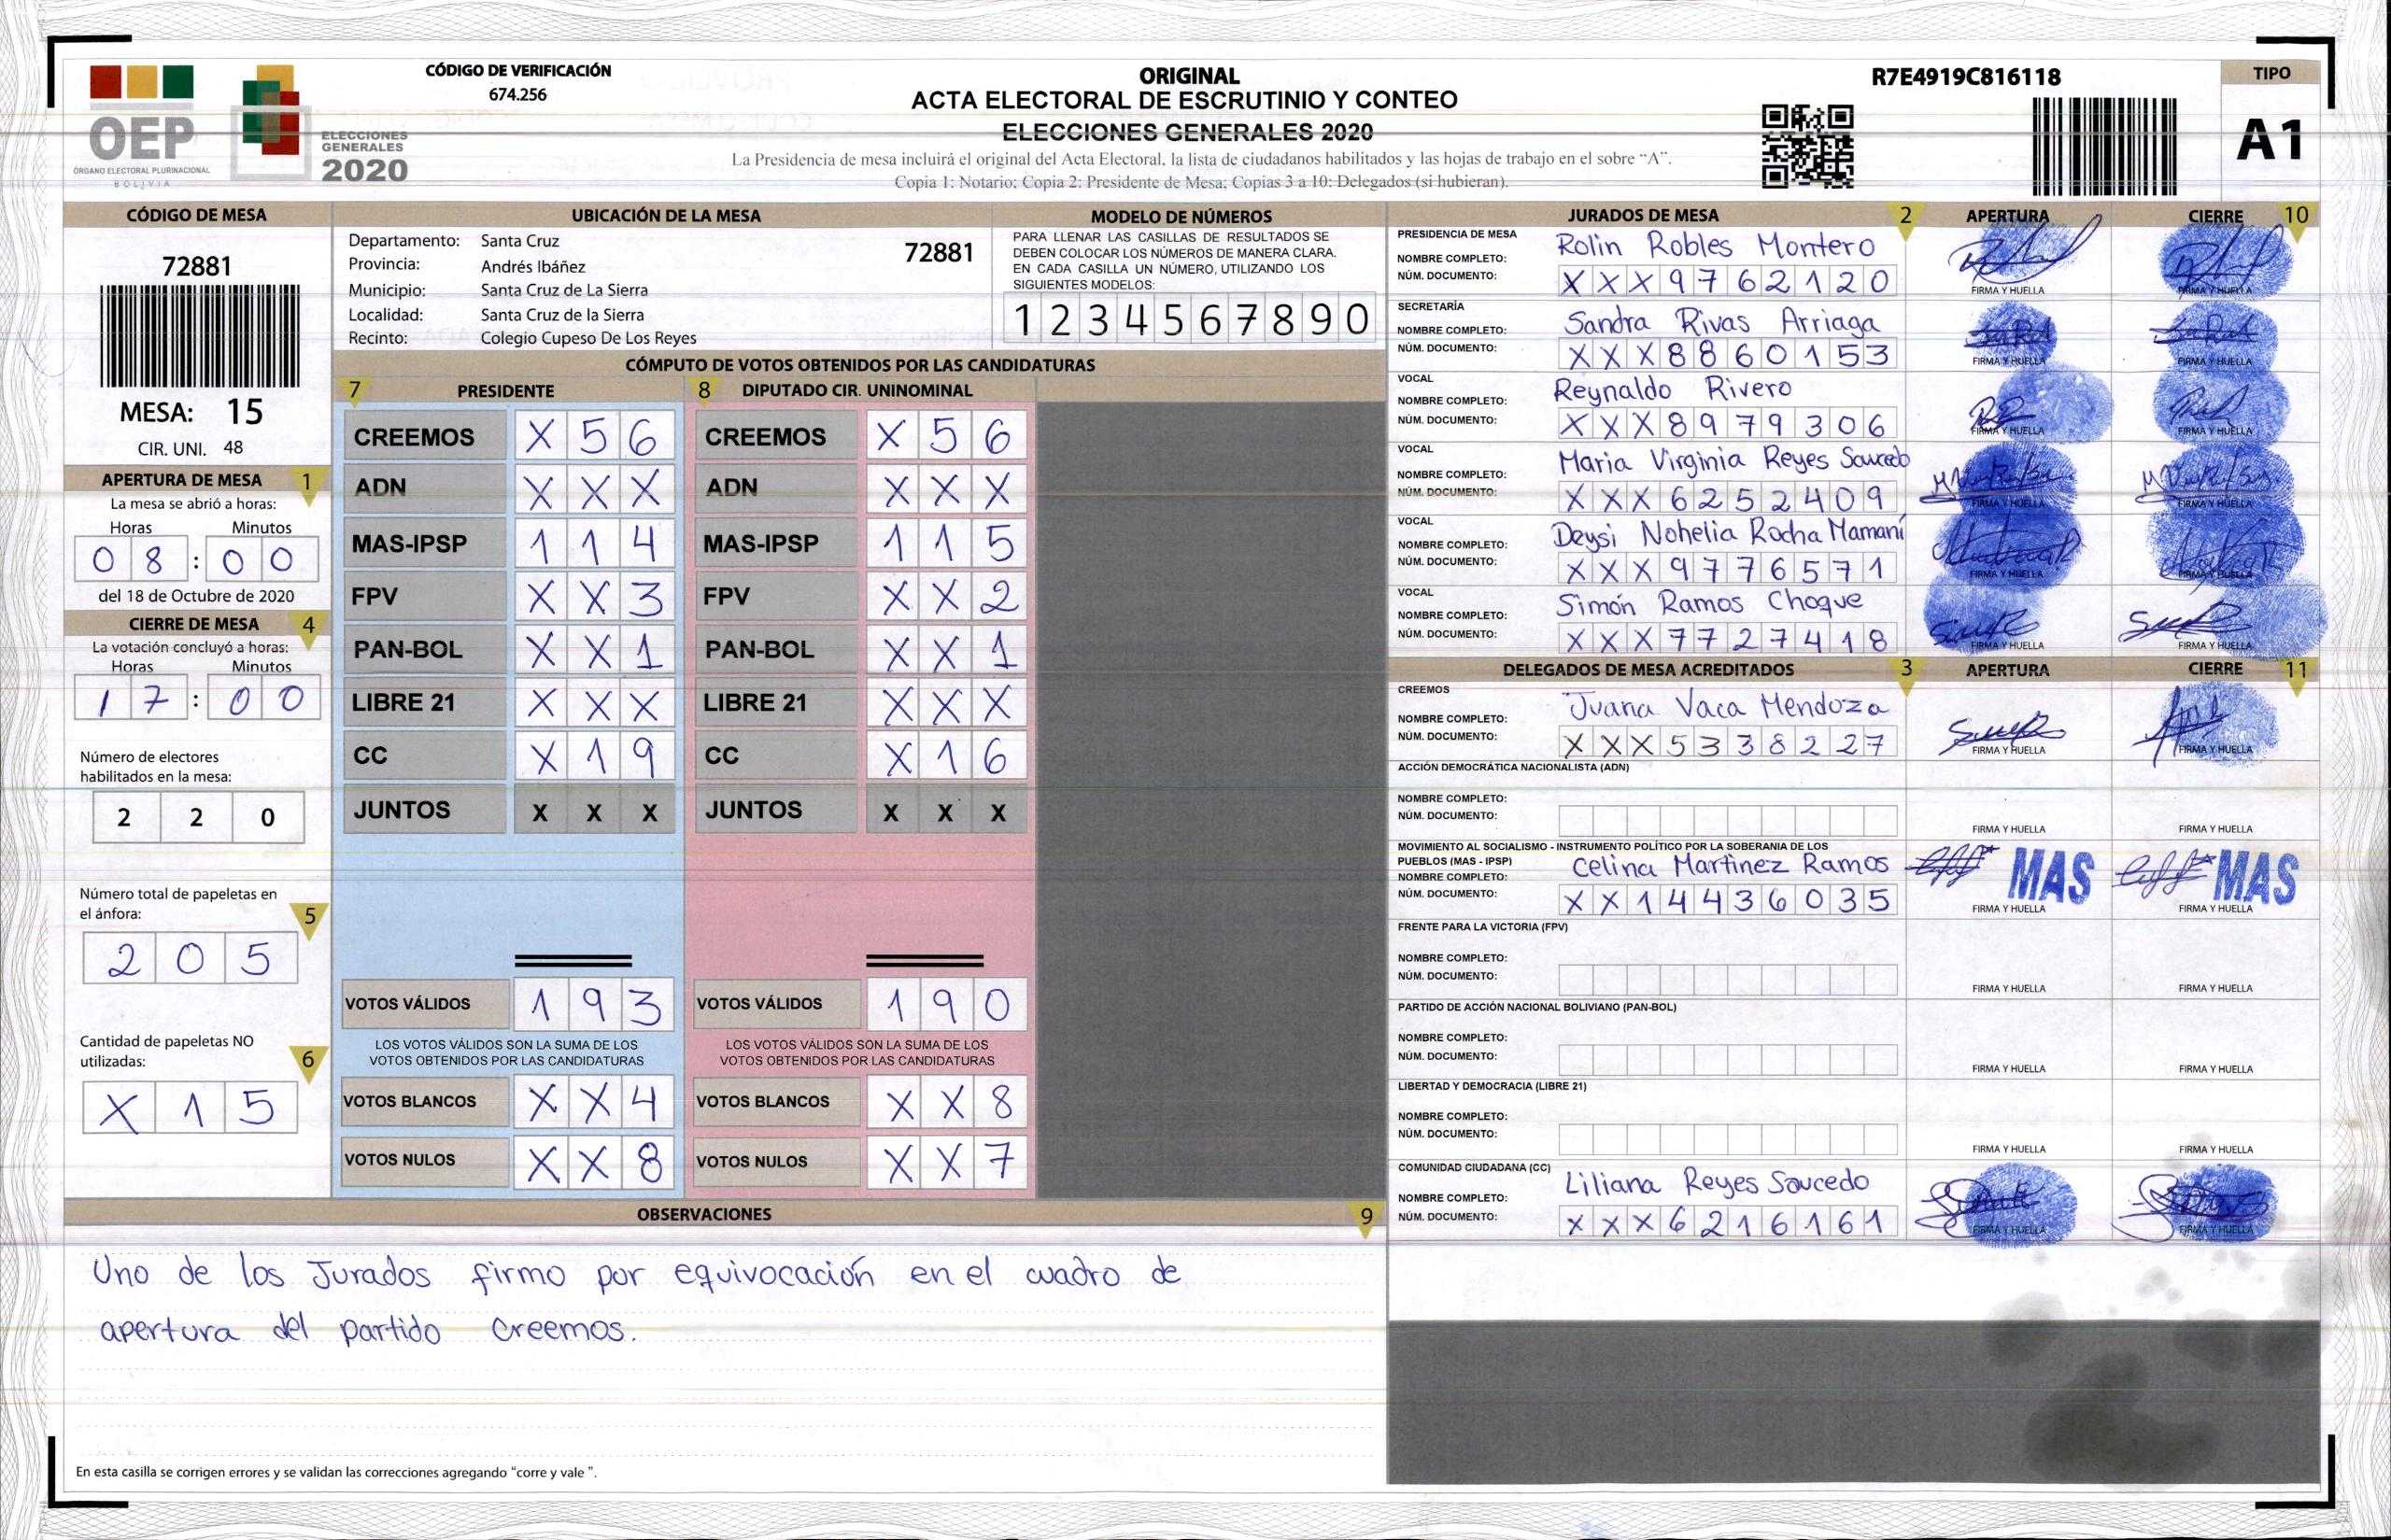 OEP
ÓRGANO ELECTORAL PLURINACIONAL
BOLIVIA
ELECCIONES
GENERALES
2020
CÓDIGO DE VERIFICACIÓN
674.256
ORIGINAL
ACTA ELECTORAL DE ESCRUTINIO Y CONTEO
ELECCIONES GENERALES 2020
La Presidencia de mesa incluirá el original del Acta Electoral, la lista de ciudadanos habilitados y las hojas de trabajo en el sobre "A".
Copia 1: Notario; Copia 2: Presidente de Mesa; Copias 3 a 10: Delegados (si hubieran).
R7E4919C816118
TIPO
A1
CÓDIGO DE MESA
72881
MESA: 15
CIR. UNI. 48
APERTURA DE MESA 1
La mesa se abrió a horas:
Horas Minutos
0 8 : 0 0
del 18 de Octubre de 2020
CIERRE DE MESA 4
La votación concluyó a horas:
Horas Minutos
1 7 : 0 0
Número de electores
habilitados en la mesa:
2 2 0
Número total de papeletas en
el ánfora: 5
2 0 5
Cantidad de papeletas NO
utilizadas: 6
X 1 5
UBICACIÓN DE LA MESA
Departamento: Santa Cruz 72881
Provincia: Andrés Ibáñez
Municipio: Santa Cruz de La Sierra
Localidad: Santa Cruz de la Sierra
Recinto: Colegio Cupeso De Los Reyes
MODELO DE NÚMEROS
PARA LLENAR LAS CASILLAS DE RESULTADOS SE
DEBEN COLOCAR LOS NÚMEROS DE MANERA CLARA.
EN CADA CASILLA UN NÚMERO, UTILIZANDO LOS
SIGUIENTES MODELOS:
1 2 3 4 5 6 7 8 9 0
CÓMPUTO DE VOTOS OBTENIDOS POR LAS CANDIDATURAS
7 PRESIDENTE 8 DIPUTADO CIR. UNINOMINAL
CREEMOS X 5 6 CREEMOS X 5 6
ADN X X X ADN X X X
MAS-IPSP 1 1 4 MAS-IPSP 1 1 5
FPV X X 3 FPV X X 2
PAN-BOL X X 1 PAN-BOL X X 1
LIBRE 21 X X X LIBRE 21 X X X
CC X 1 9 CC X 1 6
JUNTOS X X X JUNTOS X X X
VOTOS VÁLIDOS 1 9 3 VOTOS VÁLIDOS 1 9 0
LOS VOTOS VÁLIDOS SON LA SUMA DE LOS LOS VOTOS VÁLIDOS SON LA SUMA DE LOS
VOTOS OBTENIDOS POR LAS CANDIDATURAS VOTOS OBTENIDOS POR LAS CANDIDATURAS
VOTOS BLANCOS X X 4 VOTOS BLANCOS X X 8
VOTOS NULOS X X 8 VOTOS NULOS X X 7
OBSERVACIONES 9
Uno de los Jurados firmo por equivocación en el cuadro de
apertura del partido Creemos.
En esta casilla se corrigen errores y se validan las correcciones agregando "corre y vale".
JURADOS DE MESA 2 APERTURA CIERRE 10
PRESIDENCIA DE MESA
NOMBRE COMPLETO: Rolin Robles Montero
NÚM. DOCUMENTO: X X X 9 7 6 2 1 2 0
FIRMA Y HUELLA FIRMA Y HUELLA
SECRETARÍA
NOMBRE COMPLETO: Sandra Rivas Arriaga
NÚM. DOCUMENTO: X X X 8 8 6 0 1 5 3
FIRMA Y HUELLA FIRMA Y HUELLA
VOCAL
NOMBRE COMPLETO: Reynaldo Rivero
NÚM. DOCUMENTO: X X X 8 9 7 9 3 0 6
FIRMA Y HUELLA FIRMA Y HUELLA
VOCAL
NOMBRE COMPLETO: Maria Virginia Reyes Saucedo
NÚM. DOCUMENTO: X X X 6 2 5 2 4 0 9
FIRMA Y HUELLA FIRMA Y HUELLA
VOCAL
NOMBRE COMPLETO: Deysi Nohelia Rocha Mamaní
NÚM. DOCUMENTO: X X X 9 7 7 6 5 7 1
FIRMA Y HUELLA FIRMA Y HUELLA
VOCAL
NOMBRE COMPLETO: Simón Ramos Choque
NÚM. DOCUMENTO: X X X 7 7 2 7 4 1 8
FIRMA Y HUELLA FIRMA Y HUELLA
DELEGADOS DE MESA ACREDITADOS 3 APERTURA CIERRE 11
CREEMOS
NOMBRE COMPLETO: Juana Vaca Mendoza
NÚM. DOCUMENTO: X X X 5 3 3 8 2 2 7
FIRMA Y HUELLA FIRMA Y HUELLA
ACCIÓN DEMOCRÁTICA NACIONALISTA (ADN)
NOMBRE COMPLETO:
NÚM. DOCUMENTO:
FIRMA Y HUELLA FIRMA Y HUELLA
MOVIMIENTO AL SOCIALISMO - INSTRUMENTO POLÍTICO POR LA SOBERANIA DE LOS
PUEBLOS (MAS - IPSP)
NOMBRE COMPLETO: Celina Martinez Ramos MAS MAS
NÚM. DOCUMENTO: X X 1 4 4 3 6 0 3 5
FIRMA Y HUELLA FIRMA Y HUELLA
FRENTE PARA LA VICTORIA (FPV)
NOMBRE COMPLETO:
NÚM. DOCUMENTO:
FIRMA Y HUELLA FIRMA Y HUELLA
PARTIDO DE ACCIÓN NACIONAL BOLIVIANO (PAN-BOL)
NOMBRE COMPLETO:
NÚM. DOCUMENTO:
FIRMA Y HUELLA FIRMA Y HUELLA
LIBERTAD Y DEMOCRACIA (LIBRE 21)
NOMBRE COMPLETO:
NÚM. DOCUMENTO:
FIRMA Y HUELLA FIRMA Y HUELLA
COMUNIDAD CIUDADANA (CC)
NOMBRE COMPLETO: Liliana Reyes Saucedo
NÚM. DOCUMENTO: X X X 6 2 1 6 1 6 1
FIRMA Y HUELLA FIRMA Y HUELLA